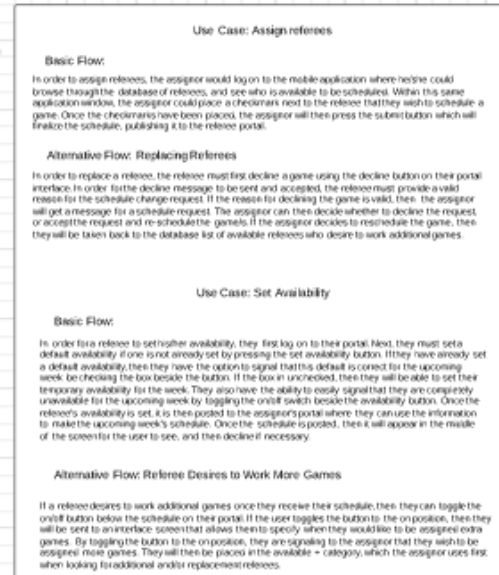 Use Case: Assign referees
Basic Flow:
In order to assign referees, the assignor would log on to the mobile application where he/she could
browse through the database of referees, and see who is available to be scheduled. Within this same
application window, the assignor could place a checkmark next to the referee that they wish to schedule a
game. Once the checkmarks have been placed, the assignor will then press the submit button which will
finalize the schedule, publishing it to the referee portal.
Alternative Flow: Replacing Referees
In order to replace a referee, the referee must first decline a game using the decline button on their portal
interface. In order for the decline message to be sent and accepted, the referee must provide a valid
reason for the schedule change request. If the reason for declining the game is valid, then the assignor
will get a message for a schedule request. The assignor can then decide whether to decline the request,
or accept the request and re-schedule the game/s. If the assignor decides to reschedule the game, then
they will be taken back to the database list of available referees who desire to work additional games.
Use Case: Set Availability
Basic Flow:
In order for a referee to set his/her availability, they first log on to their portal. Next, they must set a
default availability if one is not already set by pressing the set availability button. If they have already set
a default availability, then they have the option to signal that this default is correct for the upcoming
week be checking the box beside the button. If the box in unchecked, then they will be able to set their
temporary availability for the week. They also have the ability to easily signal that they are completely
unavailable for the upcoming week by toggling the on/off switch beside the availability button. Once the
referee's availability is set, it is then posted to the assignor's portal where they can use the information
to make the upcoming week's schedule. Once the schedule is posted, then it will appear in the middle
of the screen for the user to see, and then decline if necessary.
Alternative Flow: Referee Desires to Work More Games
If a referee desires to work additional games once they receive their schedule, then they can toggle the
on/off button below the schedule on their portal. If the user toggles the button to the on position, then they
will be sent to an interface screen that allows them to specify when they would like to be assigned extra
games. By toggling the button to the on position, they are signaling to the assignor that they wish to be
assigned more games. They will then be placed in the available + category, which the assignor uses first
when looking for additional and/or replacement referees.